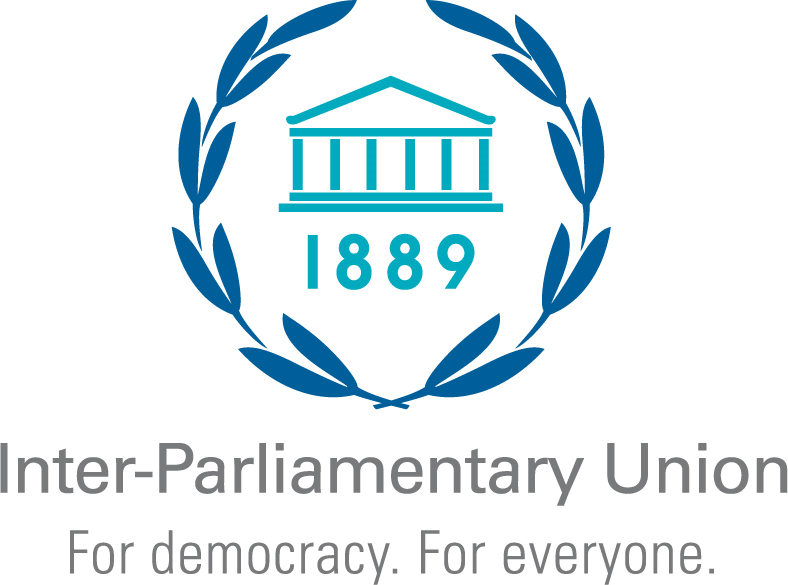 1889
Inter-Parliamentary Union
For democracy. For everyone.